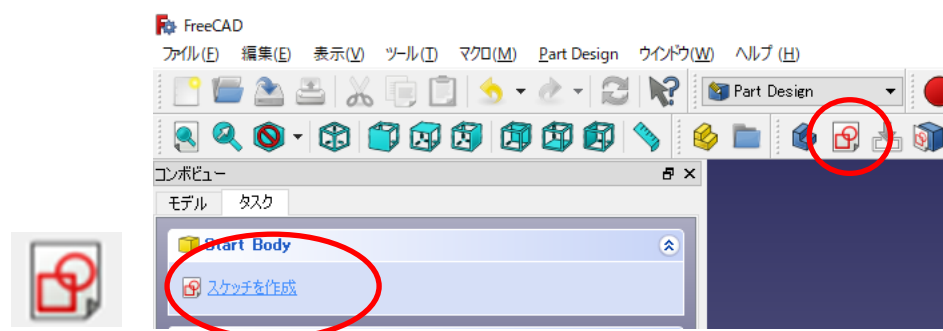 FreeCAD
ファイル(F) 編集(E) 表示(V) ツール(T) マクロ(M) Part Design ウインドウ(W) ヘルプ (H)
Part Design
コンボビュー
モデル タスク
Start Body
スケッチを作成